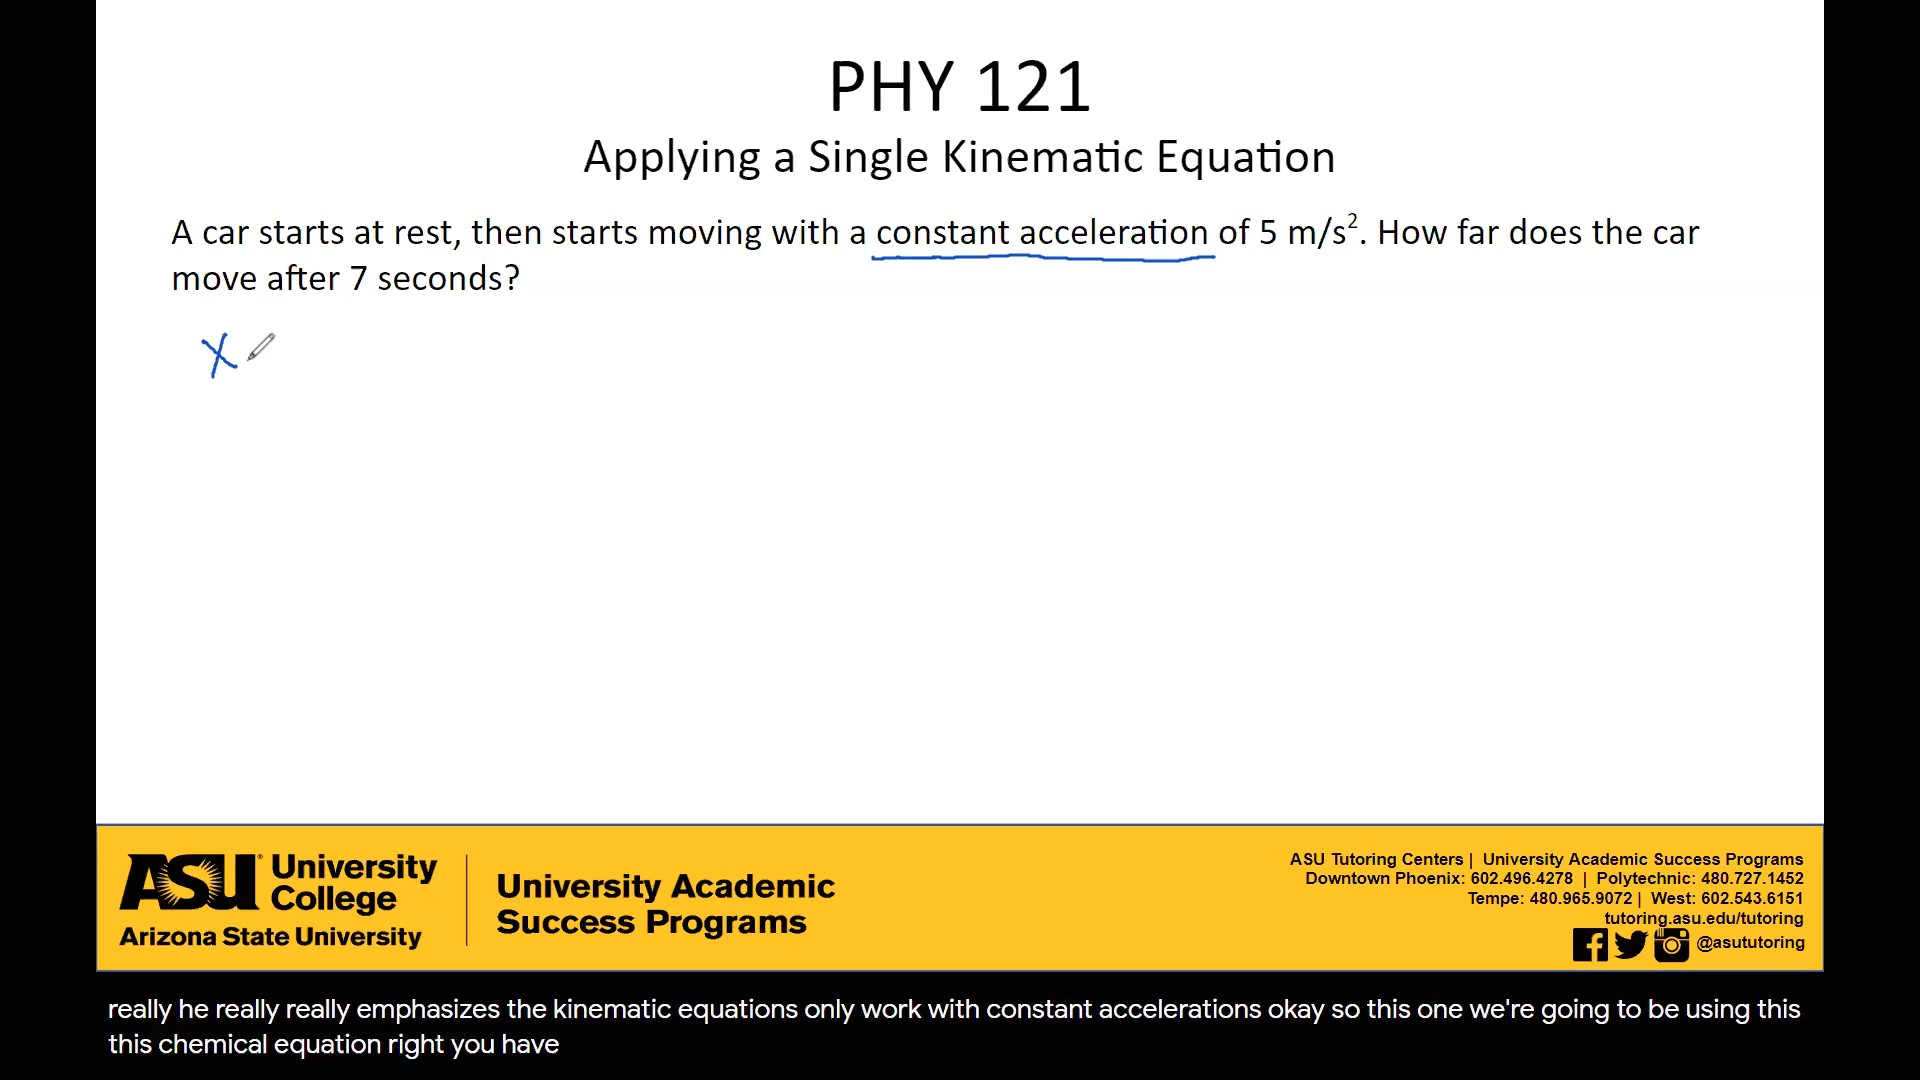 PHY 121
Applying a Single Kinematic Equation
A car starts at rest, then starts moving with a constant acceleration of 5 m/s². How far does the car
move after 7 seconds?
x
ASU University
College
Arizona State University
University Academic
Success Programs
ASU Tutoring Centers | University Academic Success Programs
Downtown Phoenix: 602.496.4278 | Polytechnic: 480.727.1452
Tempe: 480.965.9072 | West: 602.543.6151
tutoring.asu.edu/tutoring
@asututoring
really he really really emphasizes the kinematic equations only work with constant accelerations okay so this one we're going to be using this
this chemical equation right you have